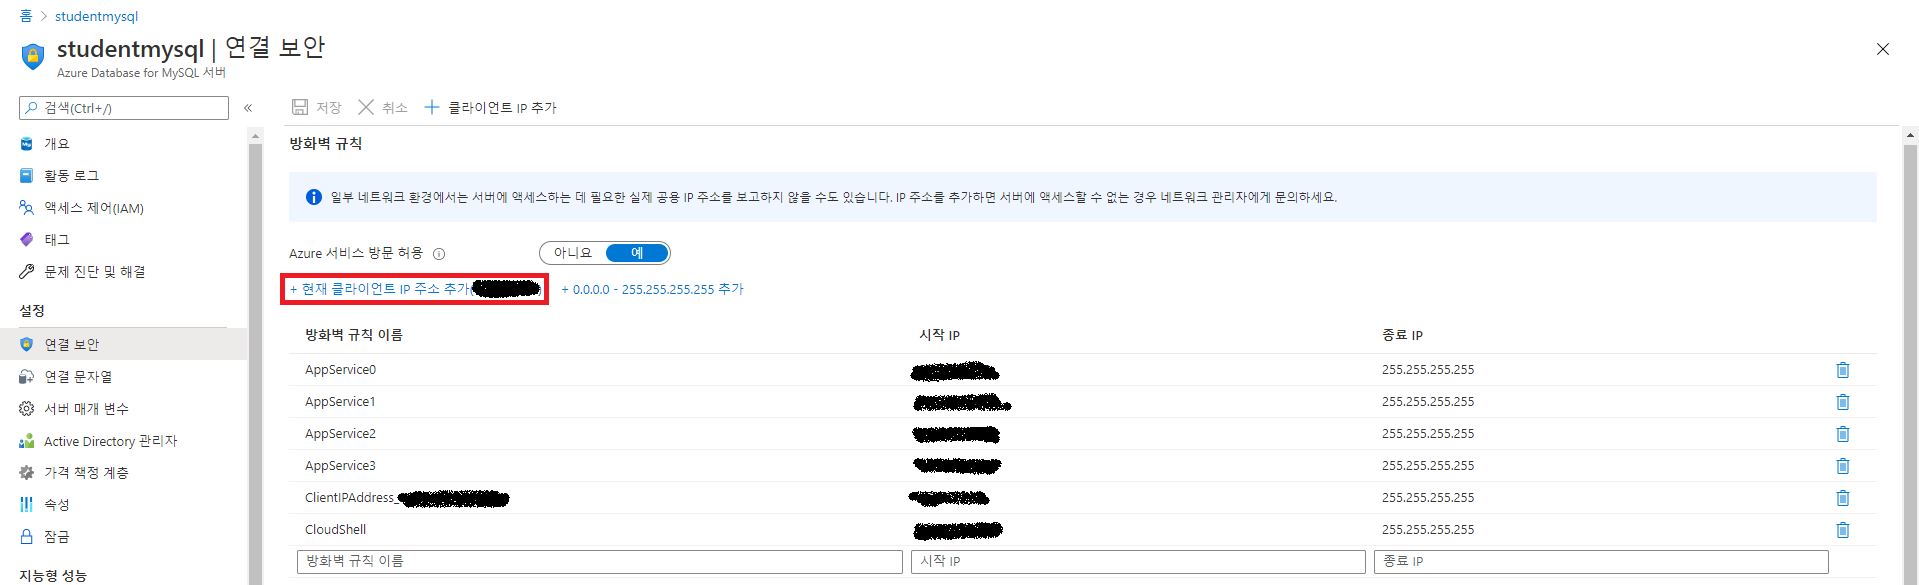 홈 > studentmysql
studentmysql | 연결 보안
Azure Database for MySQL 서버
검색(Ctrl+/)
«
개요
활동 로그
액세스 제어(IAM)
태그
문제 진단 및 해결
설정
연결 보안
연결 문자열
서버 매개 변수
Active Directory 관리자
가격 책정 계층
속성
잠금
지능형 성능
저장 취소 + 클라이언트 IP 추가
방화벽 규칙
일부 네트워크 환경에서는 서버에 액세스하는 데 필요한 실제 공용 IP 주소를 보고하지 않을 수도 있습니다. IP 주소를 추가하면 서버에 액세스할 수 없는 경우 네트워크 관리자에게 문의하세요.
Azure 서비스 방문 허용 아니요 예
+ 현재 클라이언트 IP 주소 추가( ) + 0.0.0.0 - 255.255.255.255 추가
방화벽 규칙 이름 시작 IP 종료 IP
AppService0 255.255.255.255
AppService1 255.255.255.255
AppService2 255.255.255.255
AppService3 255.255.255.255
ClientIPAddress_ 255.255.255.255
CloudShell 255.255.255.255
방화벽 규칙 이름 시작 IP 종료 IP